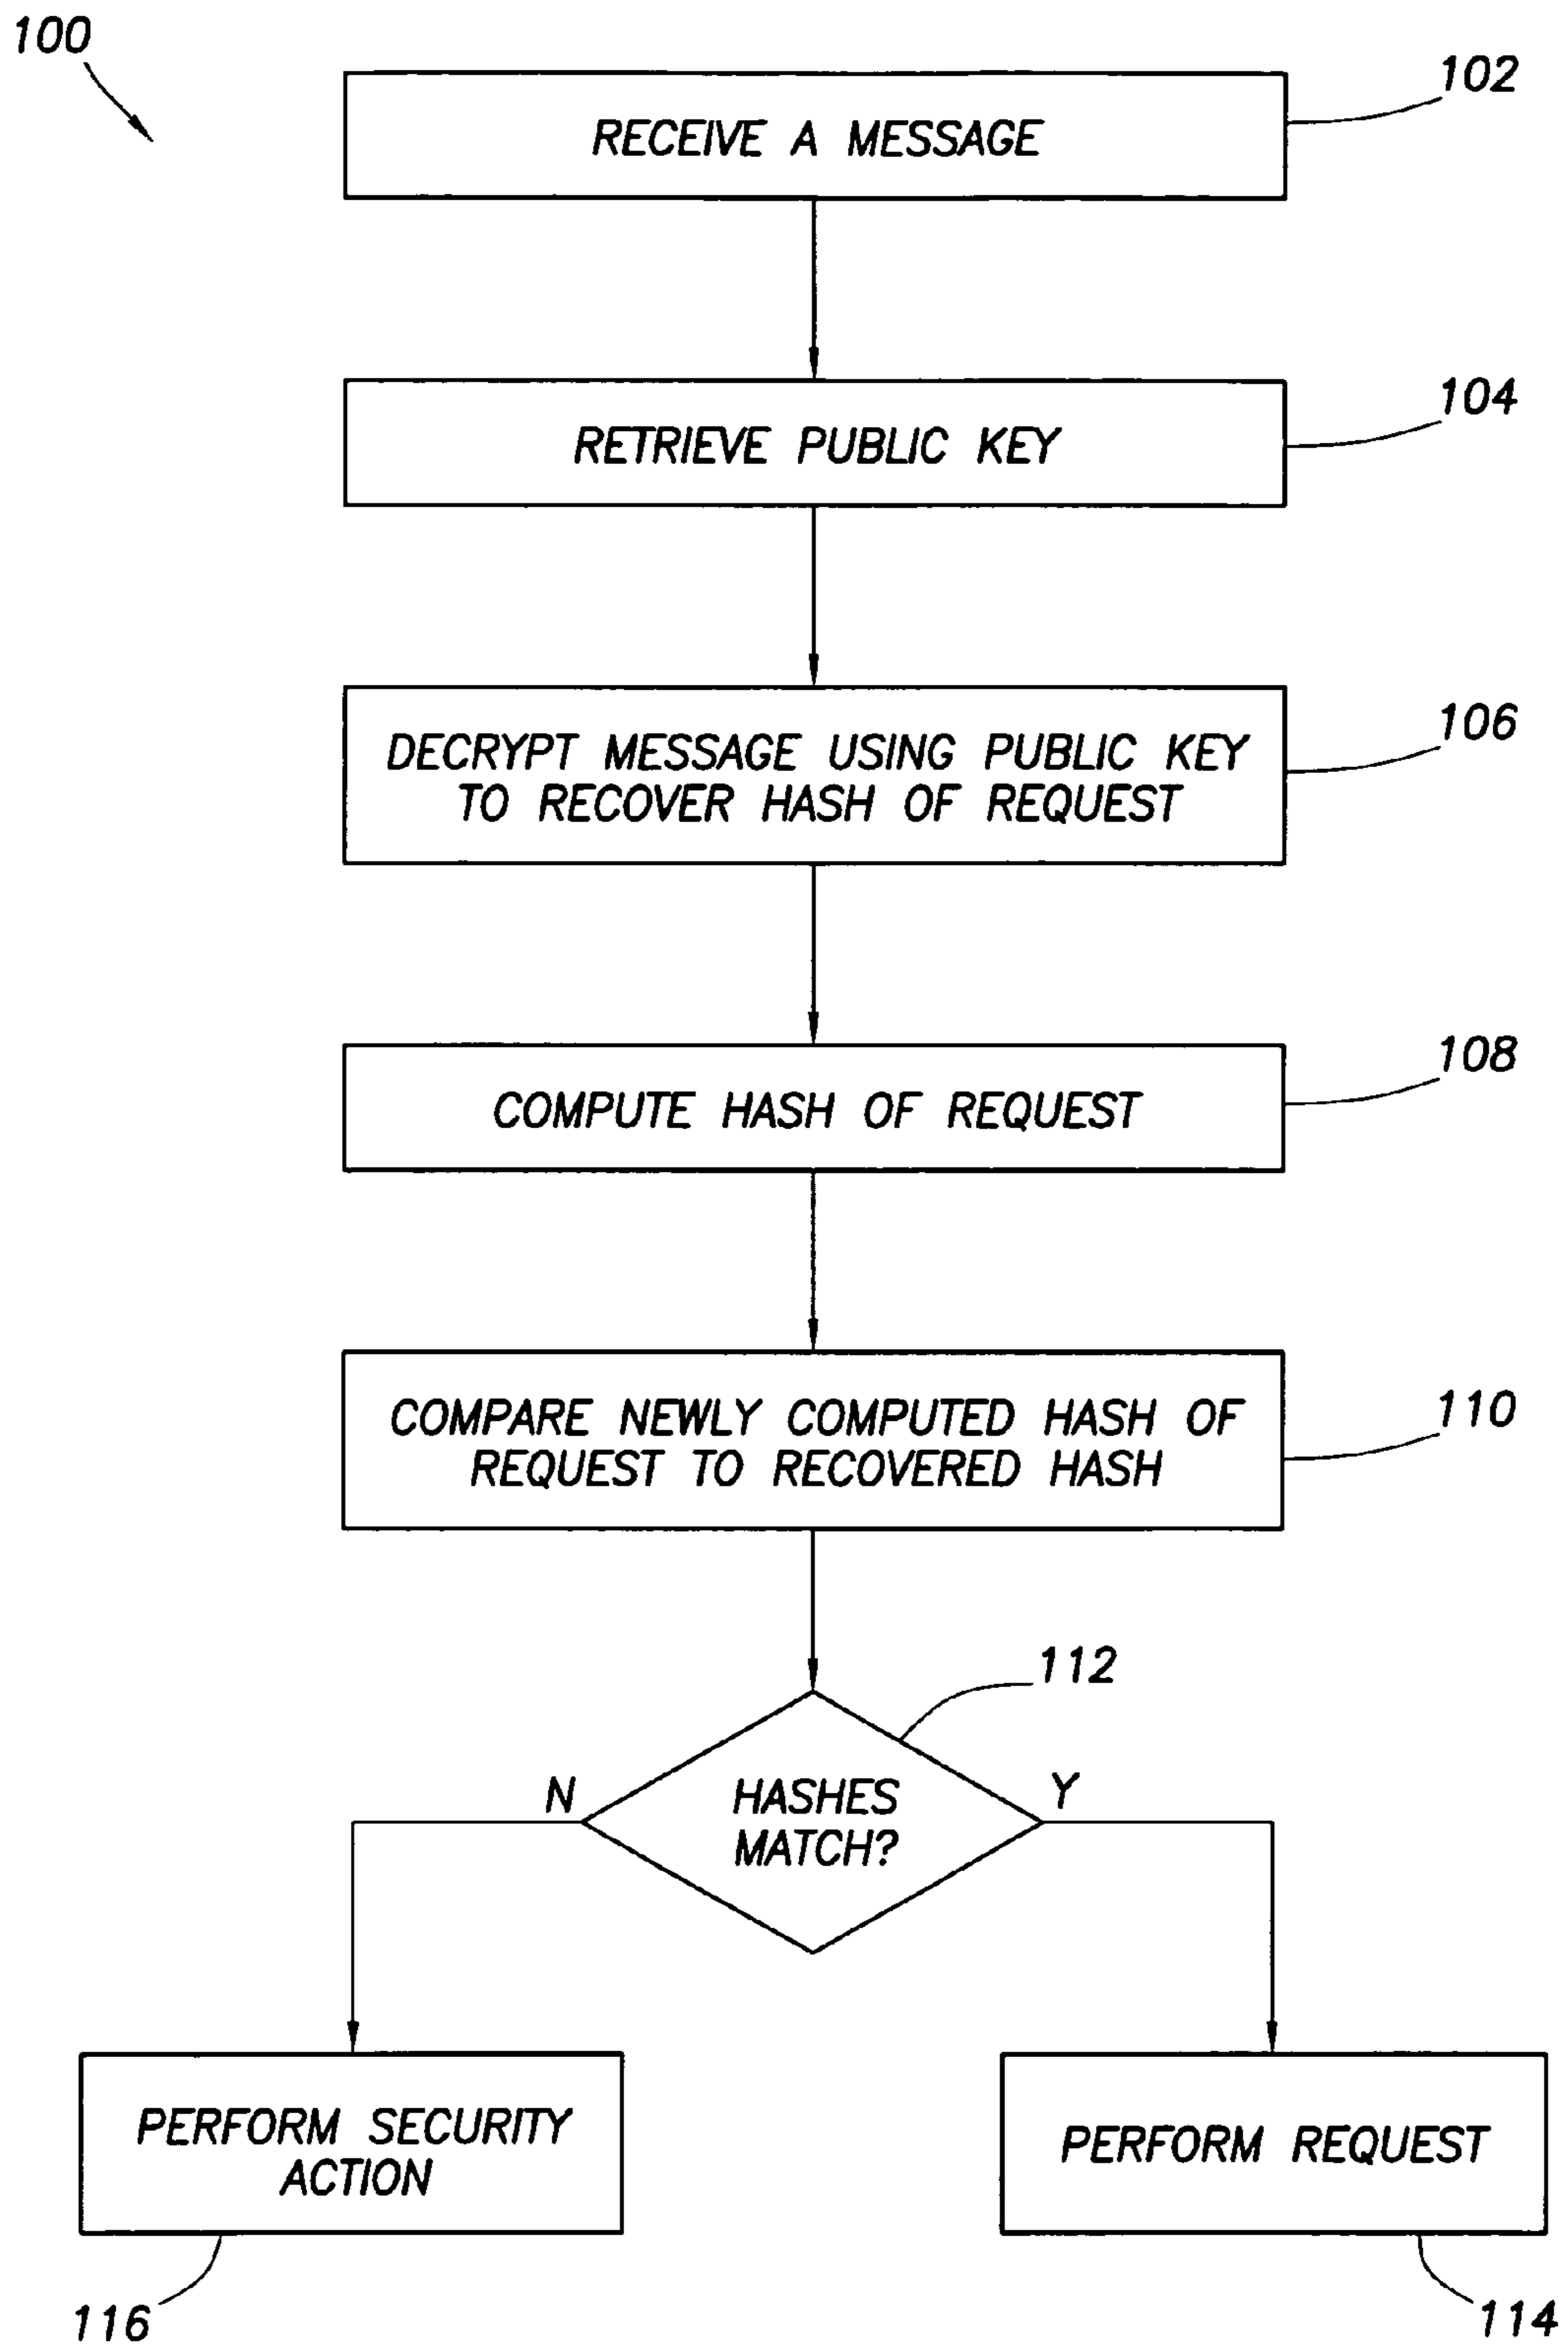 100
102
RECEIVE A MESSAGE
104
RETRIEVE PUBLIC KEY
106
DECRYPT MESSAGE USING PUBLIC KEY
TO RECOVER HASH OF REQUEST
108
COMPUTE HASH OF REQUEST
110
COMPARE NEWLY COMPUTED HASH OF
REQUEST TO RECOVERED HASH
112
N
HASHES
MATCH?
Y
PERFORM SECURITY
ACTION
PERFORM REQUEST
116
114